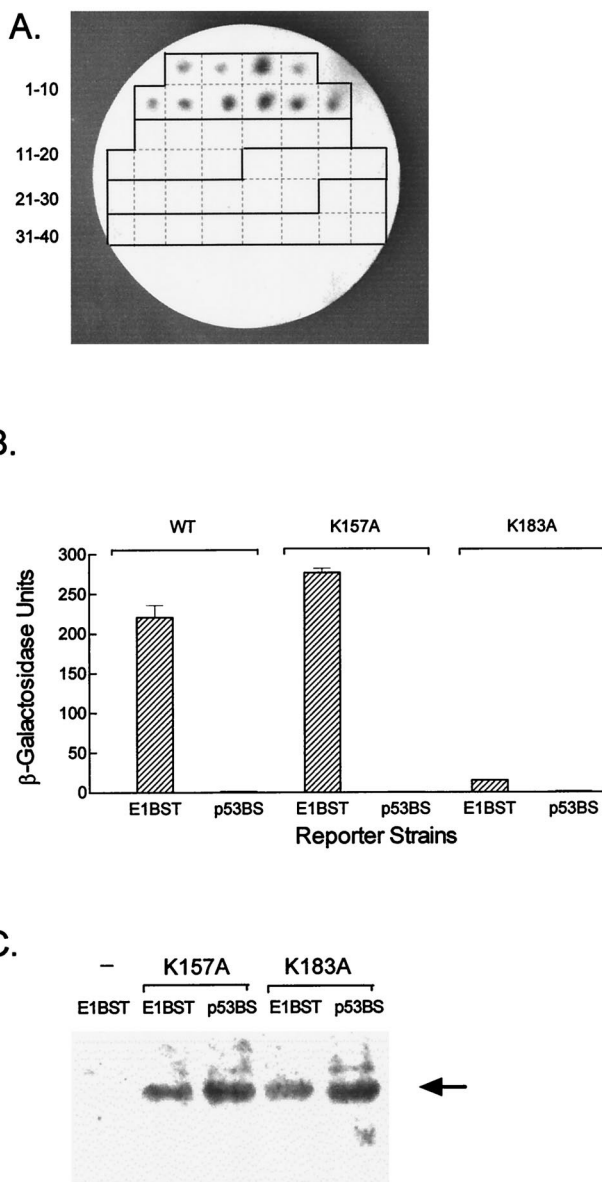 A.
1-10
11-20
21-30
31-40
B.
WT K157A K183A
β-Galactosidase Units
300
250
200
150
100
50
0
E1BST p53BS E1BST p53BS E1BST p53BS
Reporter Strains
C.
– K157A K183A
E1BST E1BST p53BS E1BST p53BS